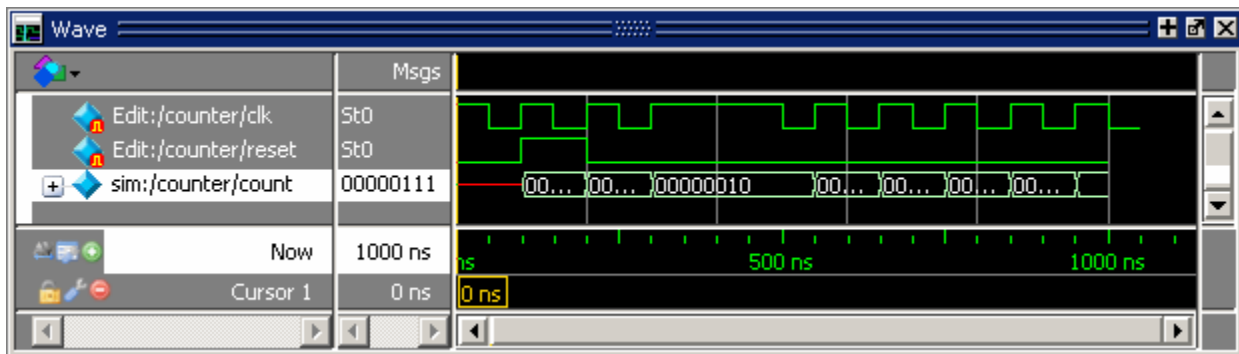 Wave
Msgs
Edit:/counter/clk St0
Edit:/counter/reset St0
sim:/counter/count 00000111 00... 00... 00000010 00... 00... 00... 00...
Now 1000 ns ns 500 ns 1000 ns
Cursor 1 0 ns 0 ns